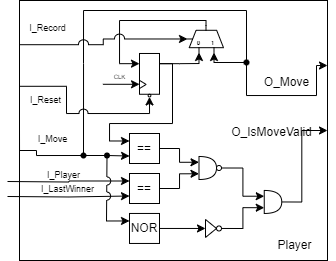 I_Record
0 1
CLK
O_Move
I_Reset
O_IsMoveValid
I_Move
==
I_Player
==
I_LastWinner
NOR
Player